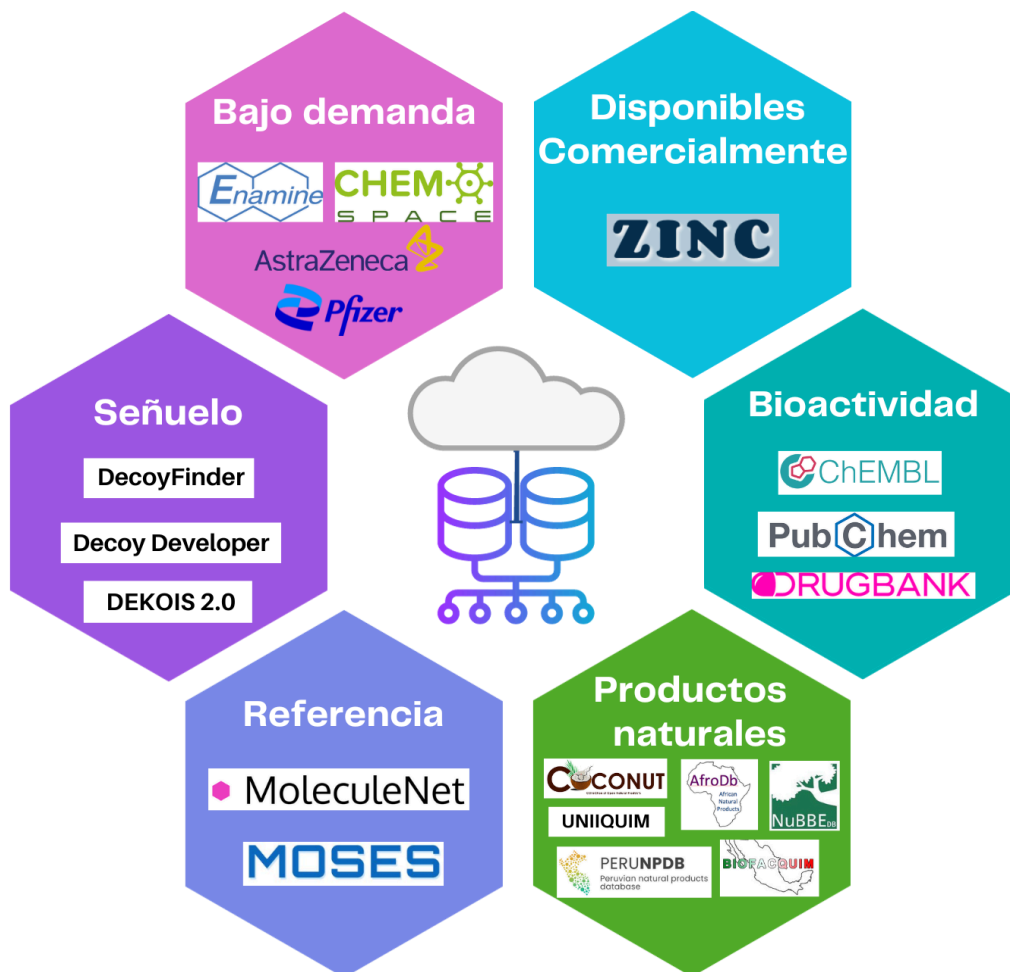 Bajo demanda
Enamine
CHEM
SPACE
AstraZeneca
Pfizer
Disponibles
Comercialmente
ZINC
Señuelo
DecoyFinder
Decoy Developer
DEKOIS 2.0
Bioactividad
ChEMBL
PubChem
DRUGBANK
Referencia
MoleculeNet
MOSES
Productos
naturales
COCONUT
AfroDb
African
Natural
Products
NuBBEDB
UNIIQUIM
PERUNPDB
Peruvian natural products
database
BIOFACQUIM